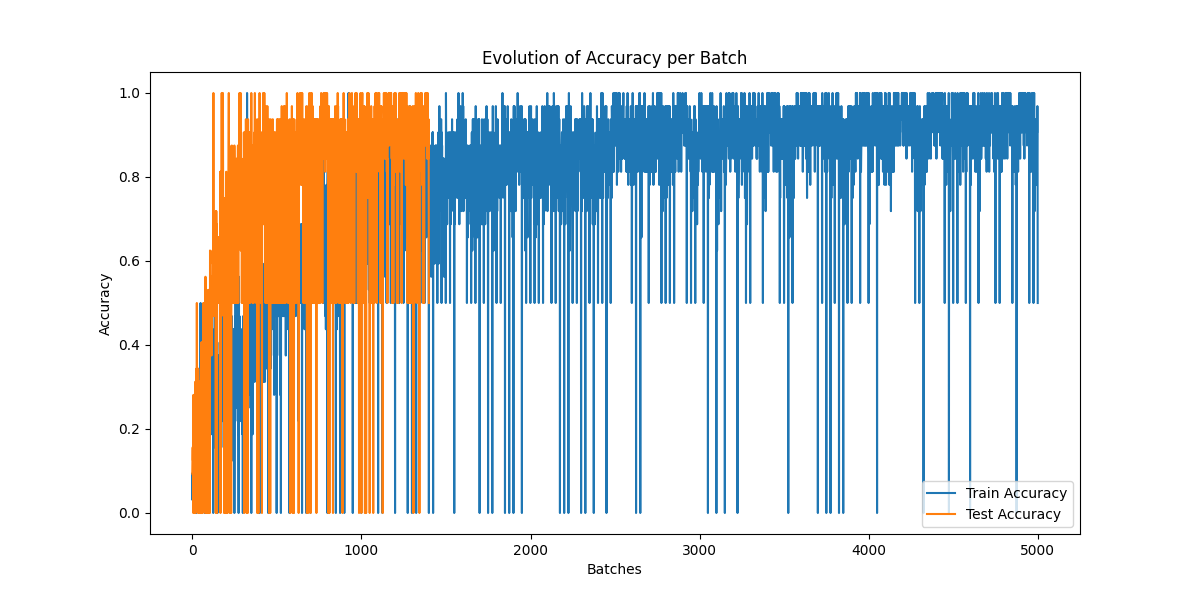 Evolution of Accuracy per Batch
1.0
0.8
0.6
0.4
0.2
0.0
Accuracy
0
1000
2000
3000
4000
5000
Batches
Train Accuracy
Test Accuracy